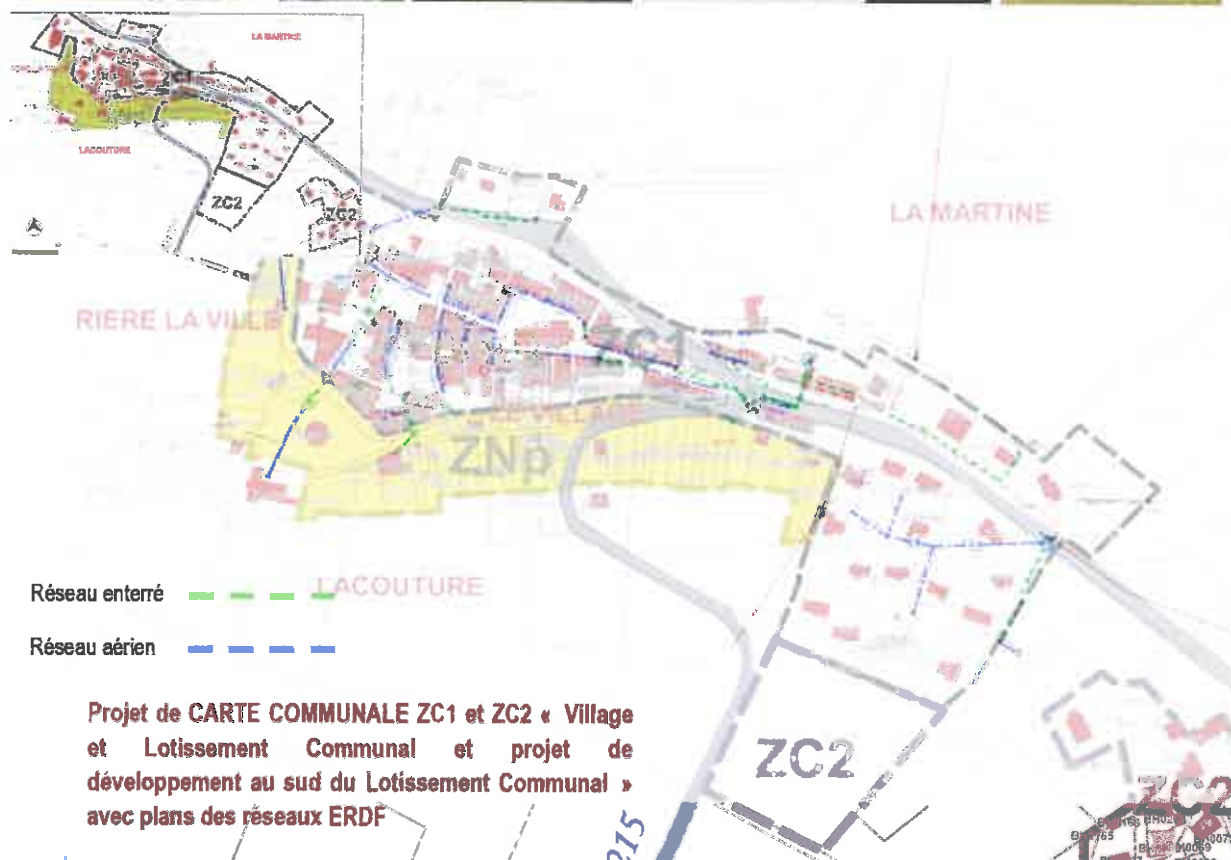 LA MARTINE
ZC1
LACOUTURE
ZC2
ZC2
LA MARTINE
RIERE LA VILLE
ZC1
VILLAGE
ZNp
LACOUTURE
Réseau enterré
Réseau aérien
Projet de CARTE COMMUNALE ZC1 et ZC2 « Village
et Lotissement Communal et projet de
développement au sud du Lotissement Communal »
avec plans des réseaux ERDF
ZC2
ZC2
215